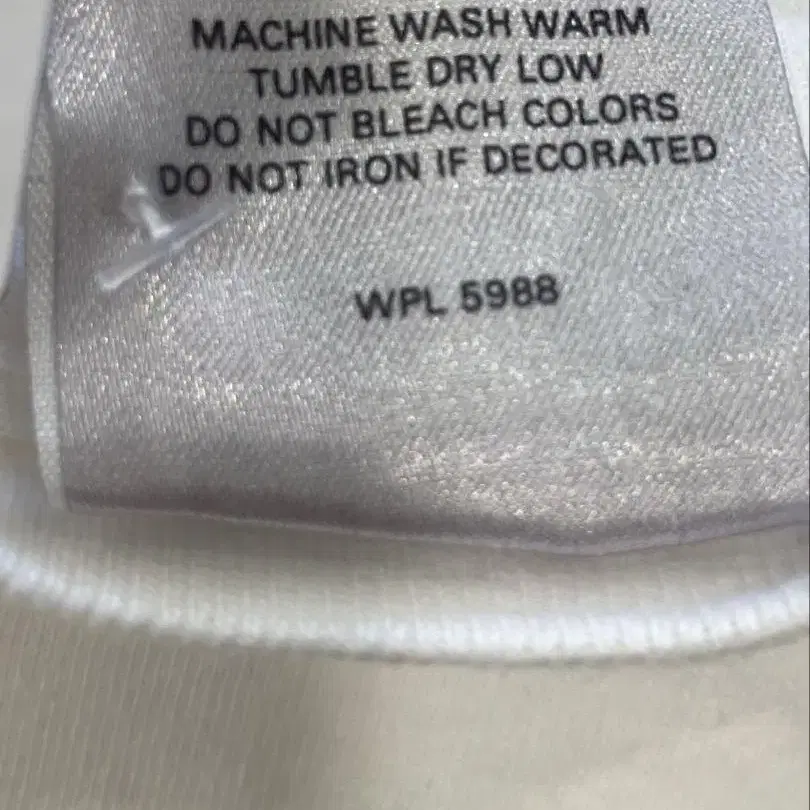 MACHINE WASH WARM
TUMBLE DRY LOW
DO NOT BLEACH COLORS
DO NOT IRON IF DECORATED
WPL 5988